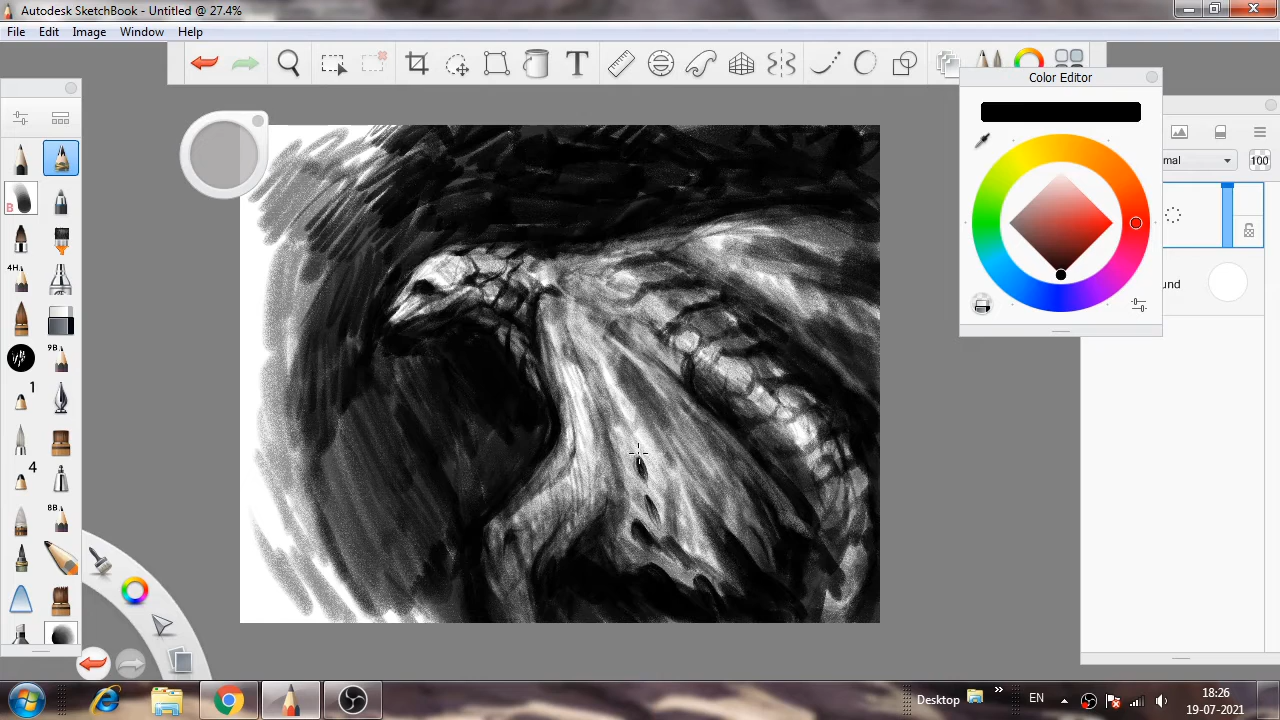 Autodesk SketchBook - Untitled @ 27.4%
File Edit Image Window Help
T
Color Editor
mal
100
B
4H
9B
und
1
4
8B
Desktop
»
EN
18:26
19-07-2021